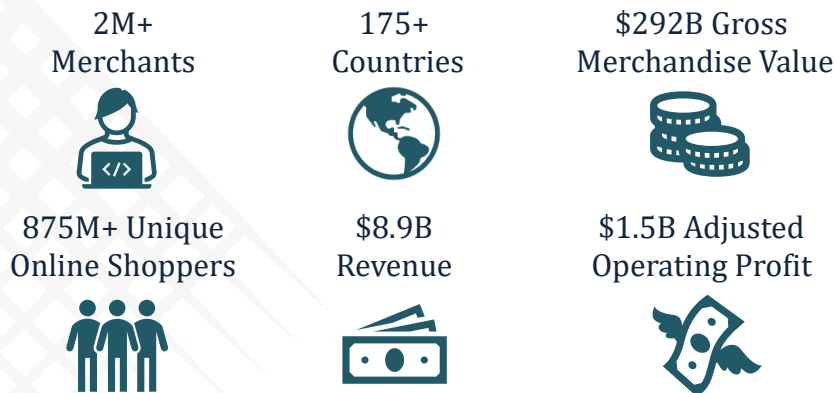 2M+
Merchants
175+
Countries
$292B Gross
Merchandise Value
</>
875M+ Unique
Online Shoppers
$8.9B
Revenue
$1.5B Adjusted
Operating Profit